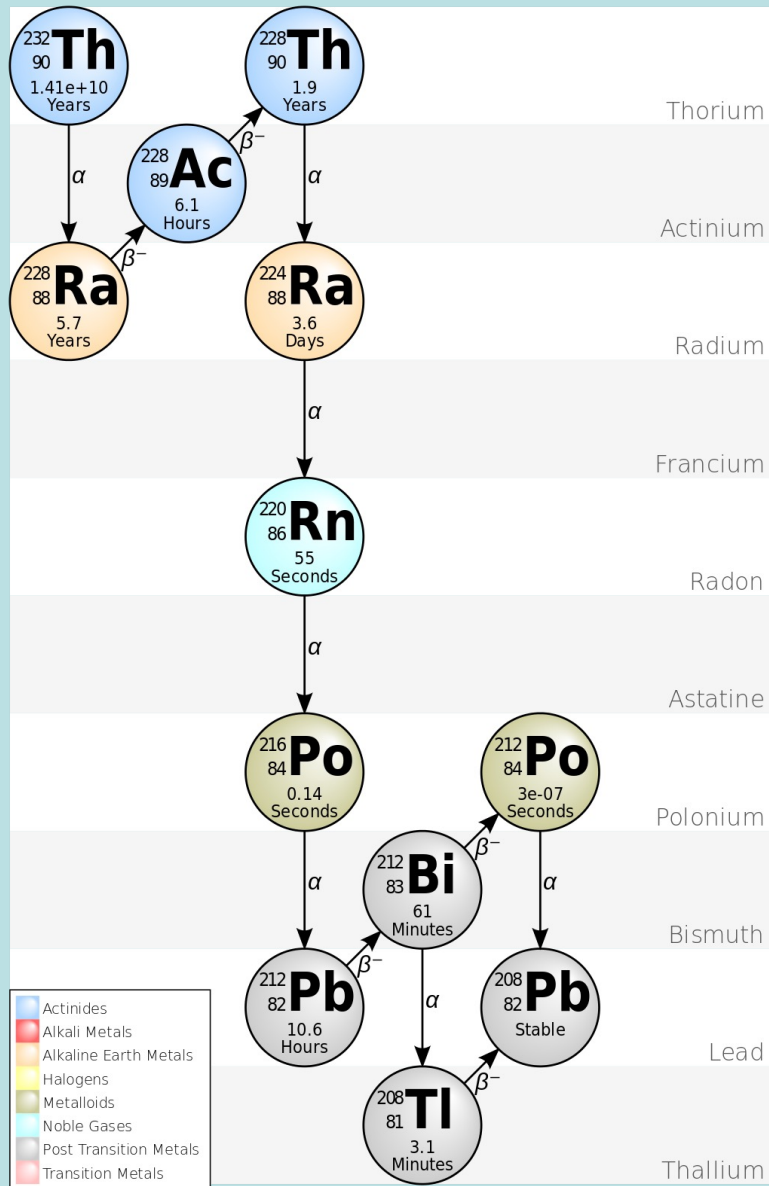 232 90 Th 228 90 Th
1.41e+10 1.9
Years Years
Thorium
β⁻
228 89 Ac
α α
6.1
Hours
Actinium
β⁻
228 88 Ra 224 88 Ra
5.7 3.6
Years Days
Radium
α
Francium
220 86 Rn
55
Seconds
Radon
α
Astatine
216 84 Po 212 84 Po
0.14 3e-07
Seconds Seconds
Polonium
β⁻
212 83 Bi
α α
61
Minutes
Bismuth
β⁻
212 82 Pb 208 82 Pb
α
10.6 Stable
Hours
Lead
β⁻
208 81 Tl
3.1
Minutes
Thallium
Actinides
Alkali Metals
Alkaline Earth Metals
Halogens
Metalloids
Noble Gases
Post Transition Metals
Transition Metals